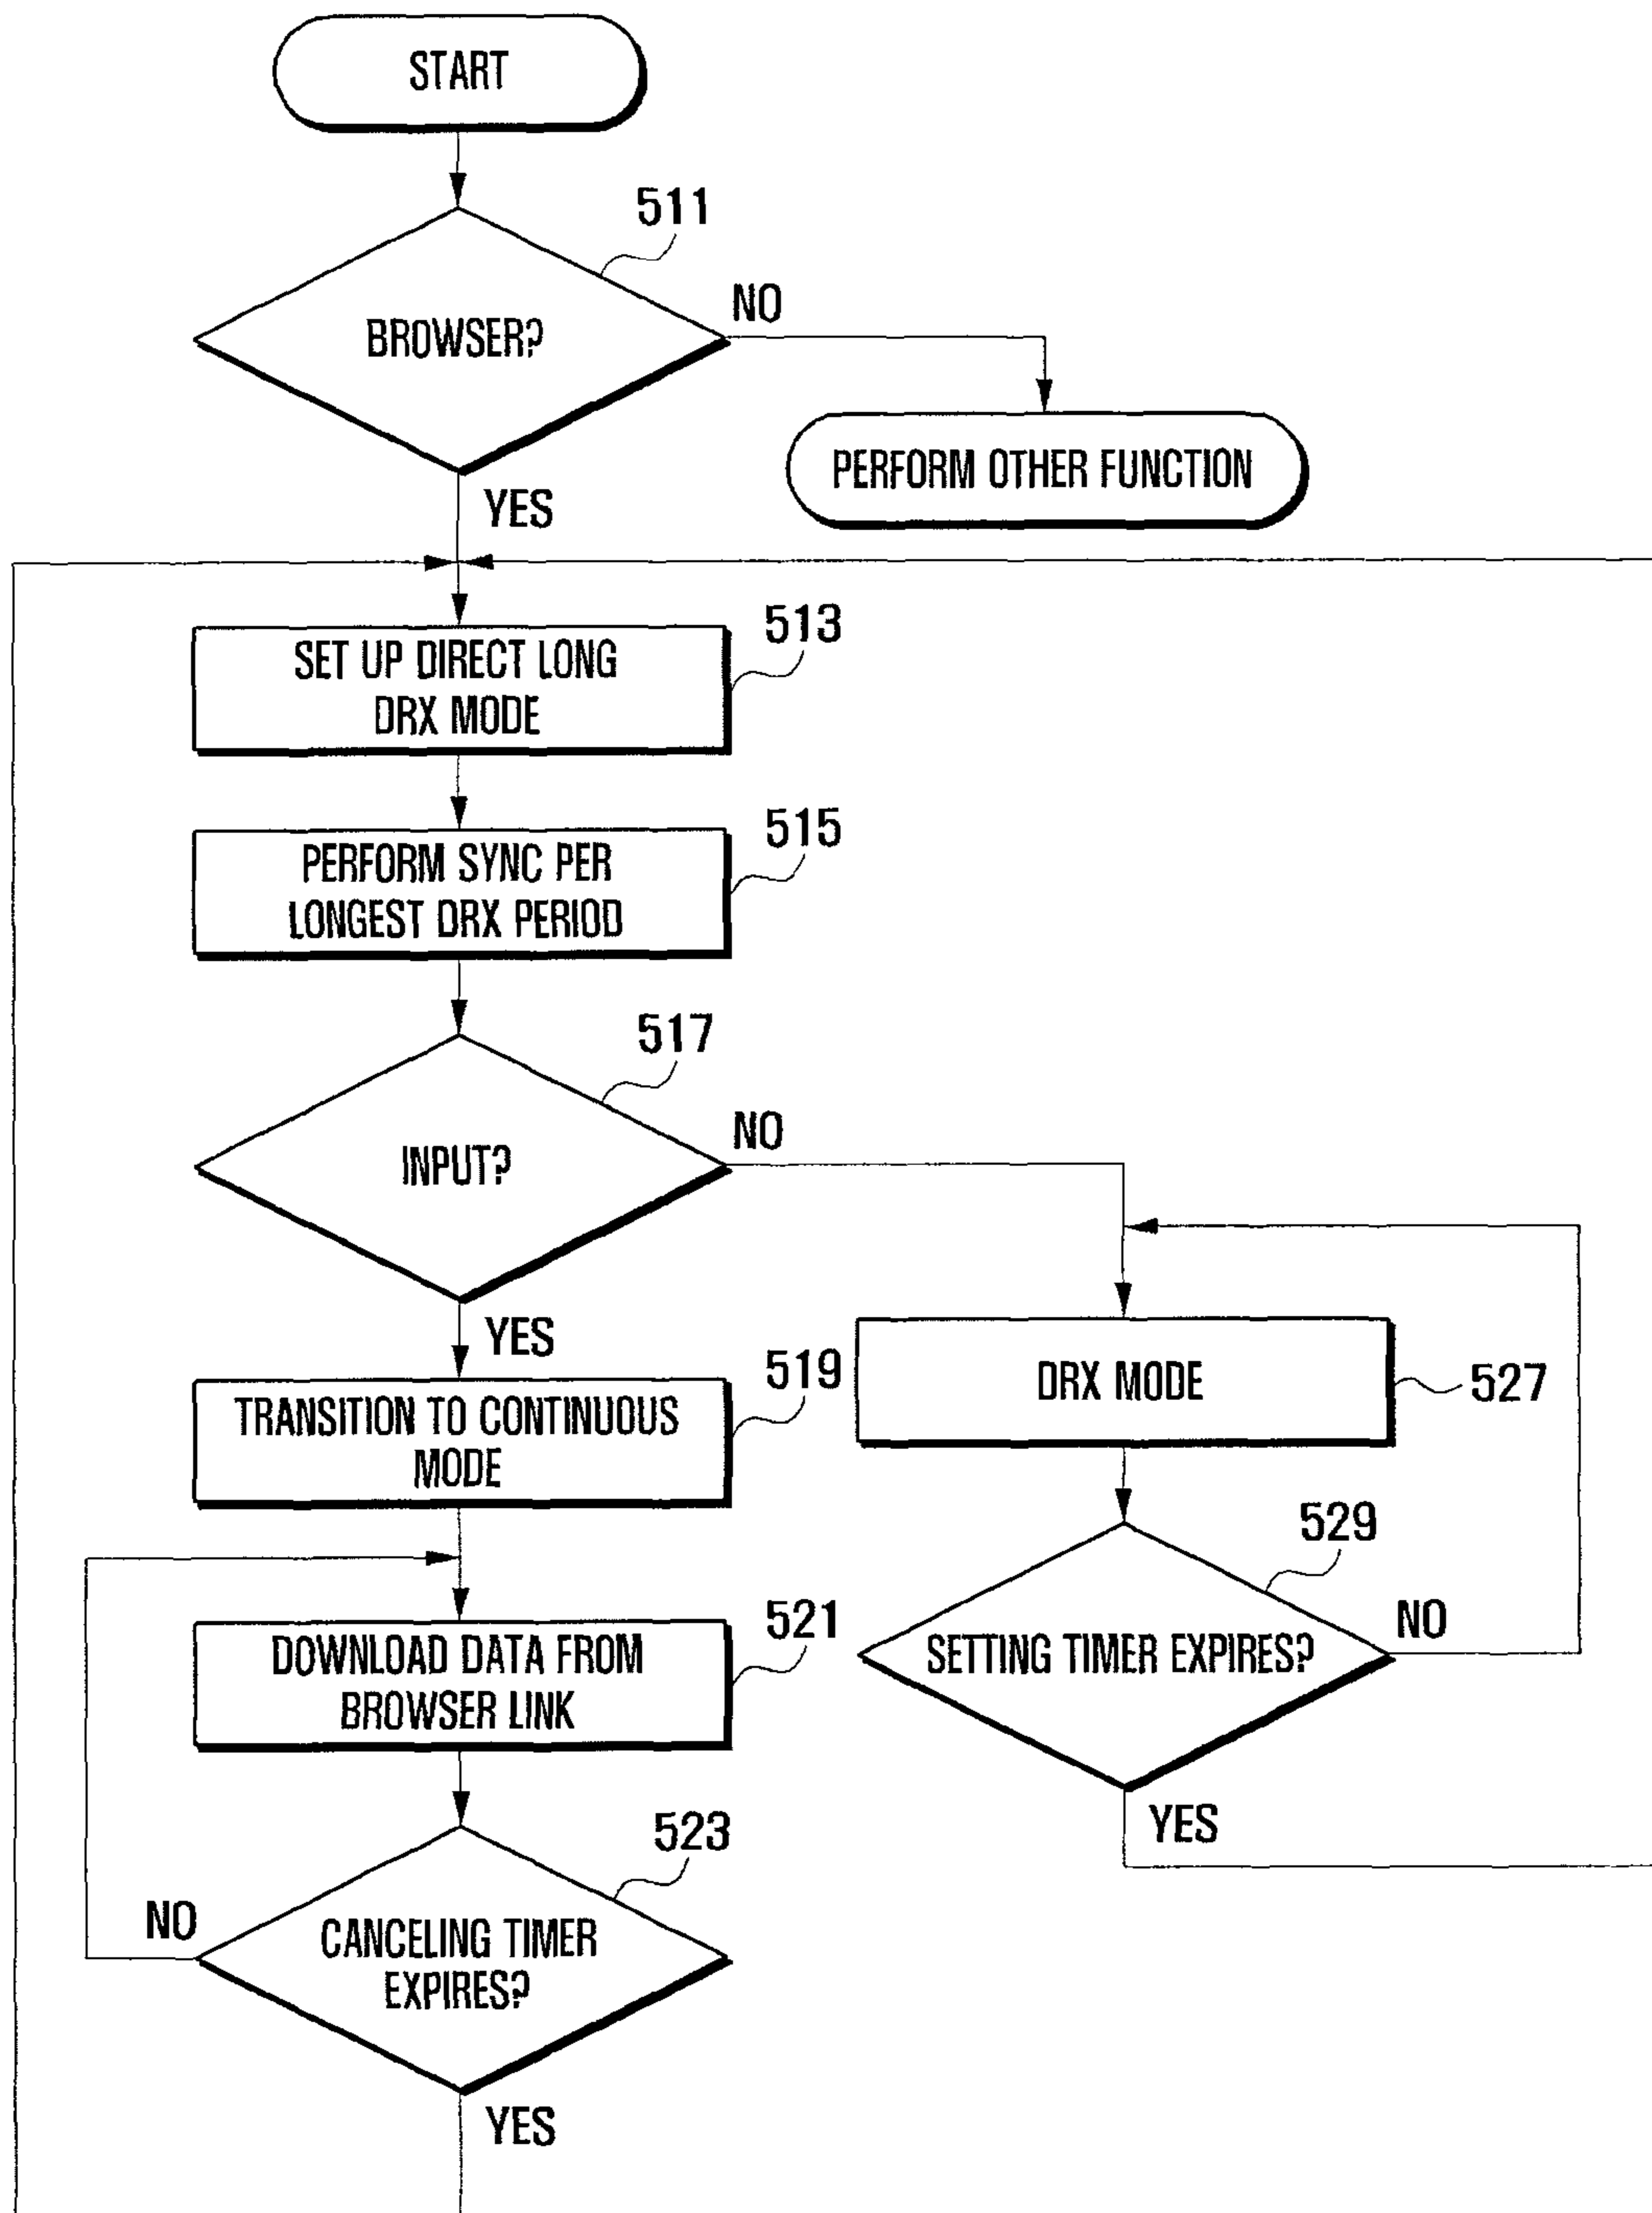 START
511
BROWSER?
NO
PERFORM OTHER FUNCTION
YES
513
SET UP DIRECT LONG
DRX MODE
515
PERFORM SYNC PER
LONGEST DRX PERIOD
517
INPUT?
NO
YES
519
TRANSITION TO CONTINUOUS
MODE
DRX MODE
527
529
SETTING TIMER EXPIRES?
NO
YES
521
DOWNLOAD DATA FROM
BROWSER LINK
523
CANCELING TIMER
EXPIRES?
NO
YES